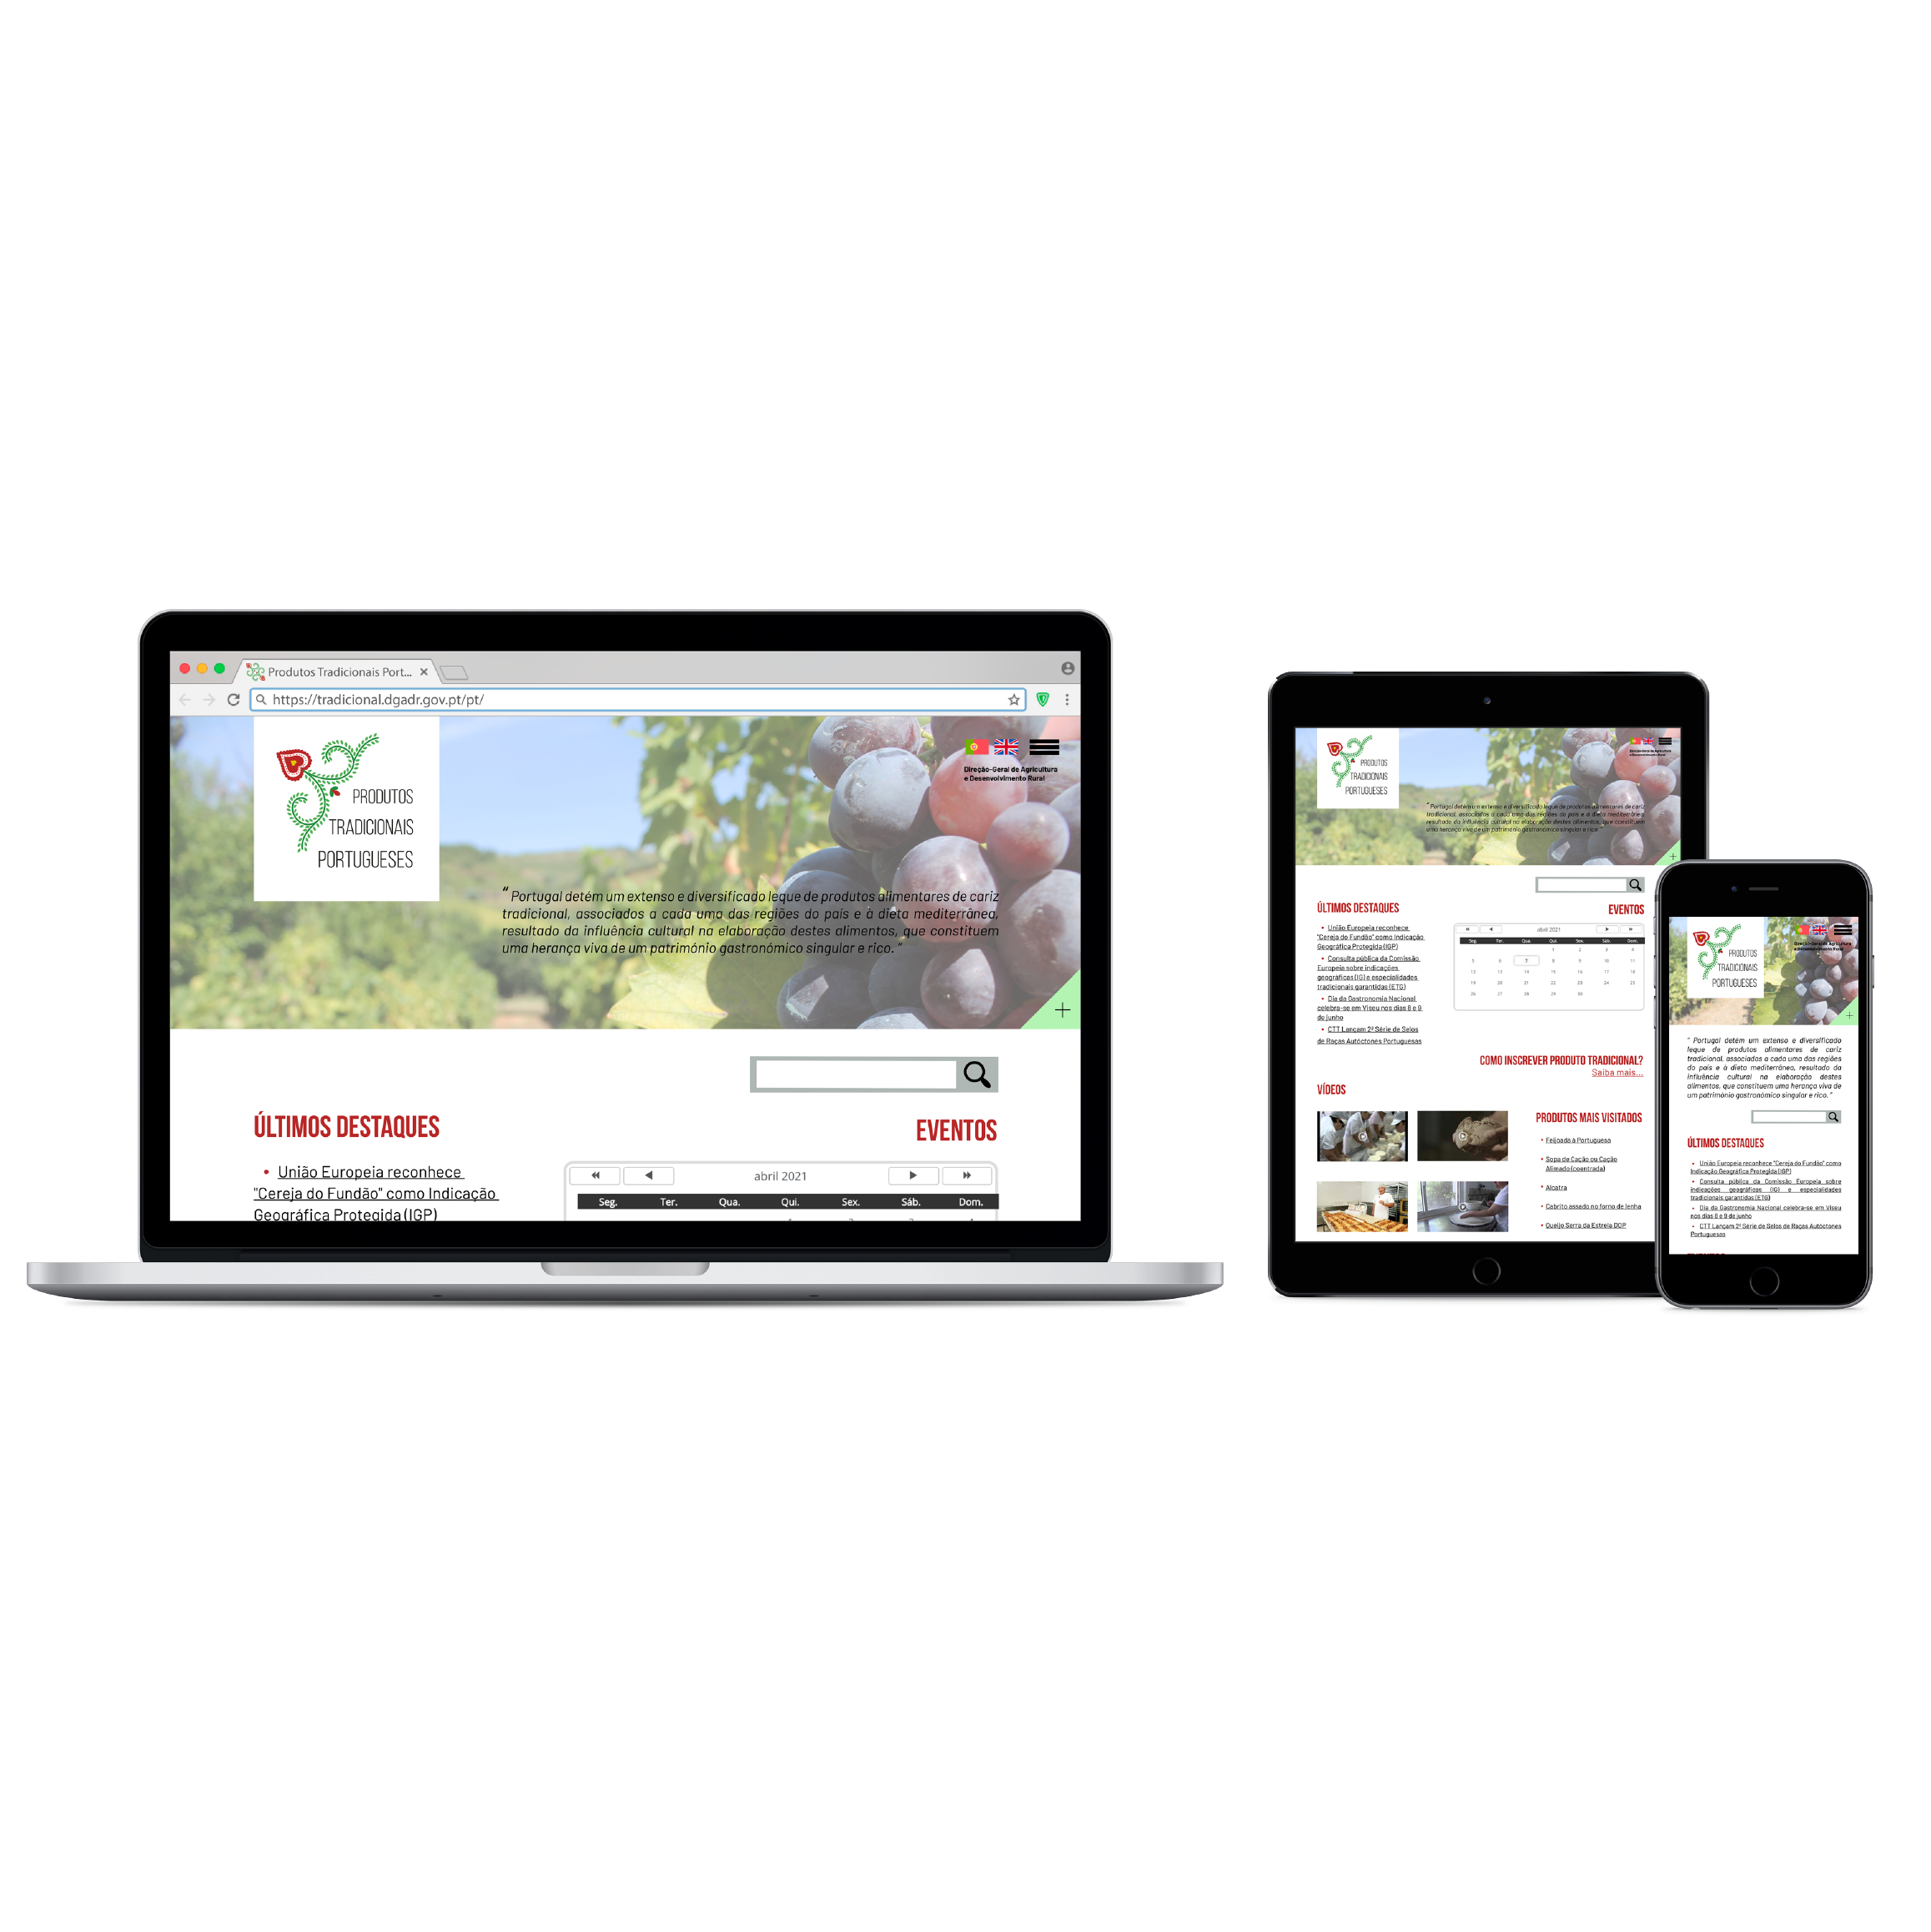 Produtos Tradicionais Port...
https://tradicional.dgadr.gov.pt/pt/
PRODUTOS
TRADICIONAIS
PORTUGUESES
Direção-Geral de Agricultura
e Desenvolvimento Rural
“ Portugal detém um extenso e diversificado leque de produtos alimentares de cariz
tradicional, associados a cada uma das regiões do país e à dieta mediterrânea,
resultado da influência cultural na elaboração destes alimentos, que constituem
uma herança viva de um património gastronómico singular e rico. ”
+
ÚLTIMOS DESTAQUES
• União Europeia reconhece
"Cereja do Fundão" como Indicação
Geográfica Protegida (IGP)
EVENTOS
abril 2021
Seg. Ter. Qua. Qui. Sex. Sáb. Dom.
PRODUTOS
TRADICIONAIS
PORTUGUESES
Direção-Geral de Agricultura
e Desenvolvimento Rural
“ Portugal detém um extenso e diversificado leque de produtos alimentares de cariz
tradicional, associados a cada uma das regiões do país e à dieta mediterrânea,
resultado da influência cultural na elaboração destes alimentos, que constituem
uma herança viva de um património gastronómico singular e rico. ”
+
ÚLTIMOS DESTAQUES
• União Europeia reconhece
"Cereja do Fundão" como Indicação
Geográfica Protegida (IGP)
• Consulta pública da Comissão
Europeia sobre indicações
geográficas (IG) e especialidades
tradicionais garantidas (ETG)
• Dia da Gastronomia Nacional
celebra-se em Viseu nos dias 8 e 9
de junho
• CTT Lançam 2ª Série de Selos
de Raças Autóctones Portuguesas
EVENTOS
abril 2021
Seg. Ter. Qua. Qui. Sex. Sáb. Dom.
1 2 3 4
5 6 7 8 9 10 11
12 13 14 15 16 17 18
19 20 21 22 23 24 25
26 27 28 29 30
COMO INSCREVER PRODUTO TRADICIONAL?
Saiba mais...
VÍDEOS
PRODUTOS MAIS VISITADOS
• Feijoada à Portuguesa
• Sopa de Cação ou Cação
Alimado (coentrada)
• Alcatra
• Cabrito assado no forno de lenha
• Queijo Serra da Estrela DOP
PRODUTOS
TRADICIONAIS
PORTUGUESES
Direção-Geral de Agricultura
e Desenvolvimento Rural
+
“ Portugal detém um extenso e diversificado
leque de produtos alimentares de cariz
tradicional, associados a cada uma das regiões
do país e à dieta mediterrânea, resultado da
influência cultural na elaboração destes
alimentos, que constituem uma herança viva de
um património gastronómico singular e rico. ”
ÚLTIMOS DESTAQUES
• União Europeia reconhece "Cereja do Fundão" como
Indicação Geográfica Protegida (IGP)
• Consulta pública da Comissão Europeia sobre
indicações geográficas (IG) e especialidades
tradicionais garantidas (ETG)
• Dia da Gastronomia Nacional celebra-se em Viseu
nos dias 8 e 9 de junho
• CTT Lançam 2ª Série de Selos de Raças Autóctones
Portuguesas